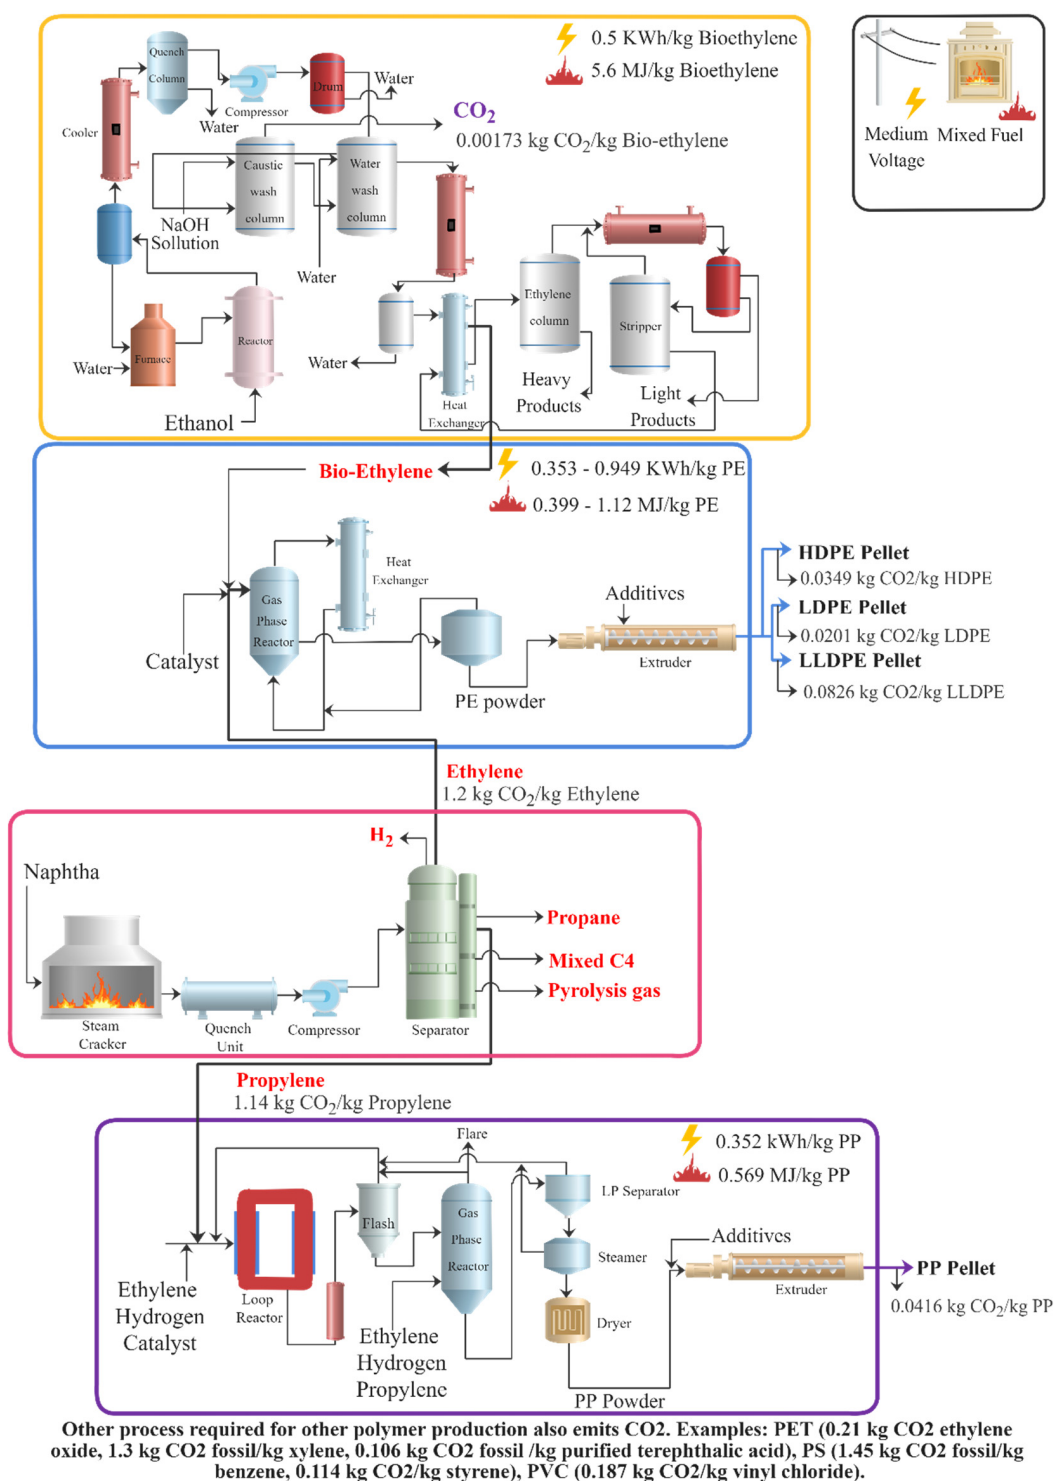 0.5 KWh/kg Bioethylene
5.6 MJ/kg Bioethylene
Medium
Voltage
Mixed Fuel
Quench
Column
Compressor
Drum
Water
Water
Cooler
CO2
0.00173 kg CO2/kg Bio-ethylene
Caustic
wash
column
Water
wash
column
NaOH
Sollution
Water
Ethylene
column
Stripper
Reactor
Furnace
Water
Water
Heat
Exchanger
Heavy
Products
Light
Products
Ethanol
Bio-Ethylene
0.353 - 0.949 KWh/kg PE
0.399 - 1.12 MJ/kg PE
Heat
Exchanger
Gas
Phase
Reactor
Catalyst
PE powder
Additives
Extruder
HDPE Pellet
0.0349 kg CO2/kg HDPE
LDPE Pellet
0.0201 kg CO2/kg LDPE
LLDPE Pellet
0.0826 kg CO2/kg LLDPE
Ethylene
1.2 kg CO2/kg Ethylene
H2
Naphtha
Propane
Mixed C4
Pyrolysis gas
Steam
Cracker
Quench
Unit
Compressor
Separator
Propylene
1.14 kg CO2/kg Propylene
Flare
0.352 kWh/kg PP
0.569 MJ/kg PP
LP Separator
Flash
Gas
Phase
Reactor
Steamer
Additives
Extruder
PP Pellet
0.0416 kg CO2/kg PP
Ethylene
Hydrogen
Catalyst
Loop
Reactor
Ethylene
Hydrogen
Propylene
Dryer
PP Powder
Other process required for other polymer production also emits CO2. Examples: PET (0.21 kg CO2 ethylene
oxide, 1.3 kg CO2 fossil/kg xylene, 0.106 kg CO2 fossil /kg purified terephthalic acid), PS (1.45 kg CO2 fossil/kg
benzene, 0.114 kg CO2/kg styrene), PVC (0.187 kg CO2/kg vinyl chloride).